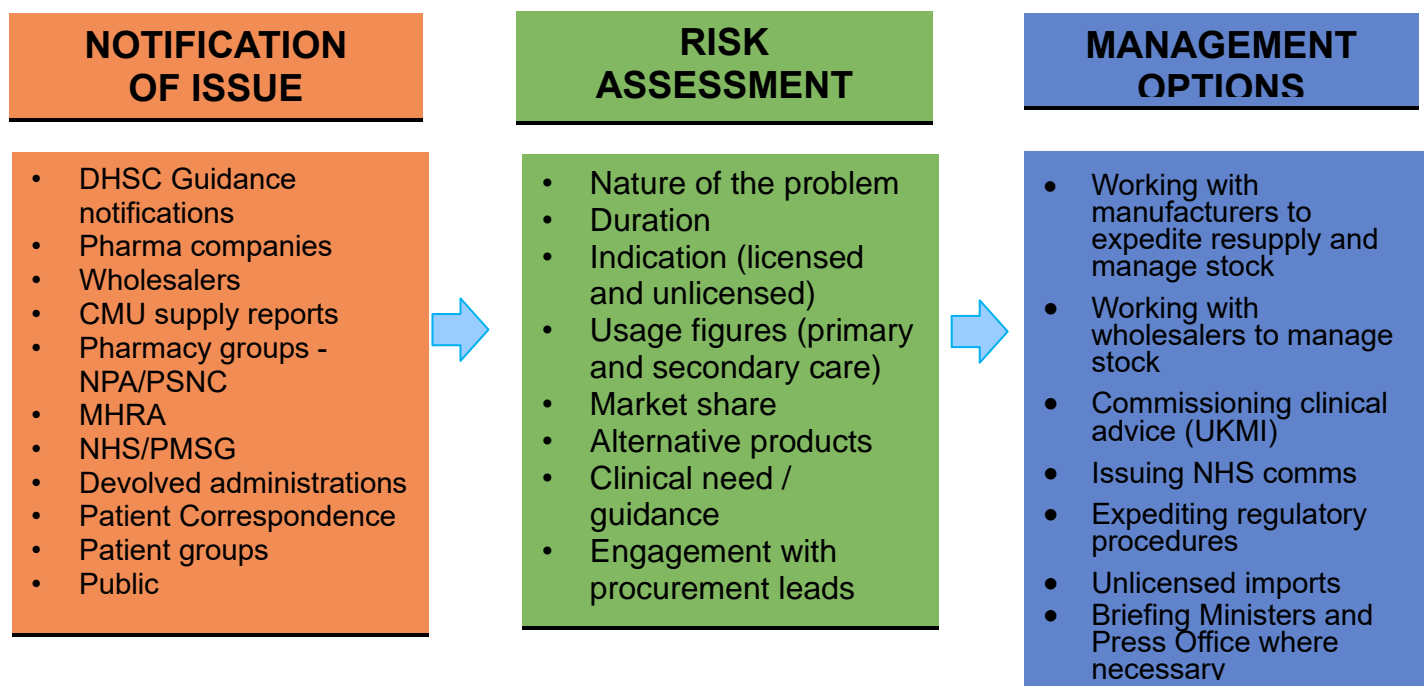 NOTIFICATION
OF ISSUE
• DHSC Guidance
notifications
• Pharma companies
• Wholesalers
• CMU supply reports
• Pharmacy groups -
NPA/PSNC
• MHRA
• NHS/PMSG
• Devolved administrations
• Patient Correspondence
• Patient groups
• Public
RISK
ASSESSMENT
• Nature of the problem
• Duration
• Indication (licensed
and unlicensed)
• Usage figures (primary
and secondary care)
• Market share
• Alternative products
• Clinical need /
guidance
• Engagement with
procurement leads
MANAGEMENT
OPTIONS
• Working with
manufacturers to
expedite resupply and
manage stock
• Working with
wholesalers to manage
stock
• Commissioning clinical
advice (UKMI)
• Issuing NHS comms
• Expediting regulatory
procedures
• Unlicensed imports
• Briefing Ministers and
Press Office where
necessary